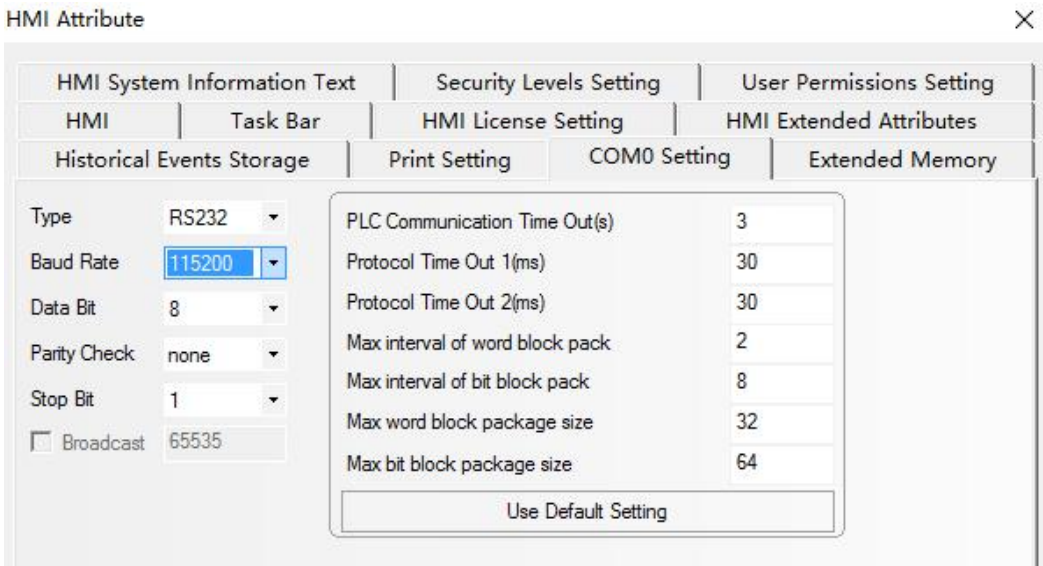 HMI Attribute
HMI System Information Text Security Levels Setting User Permissions Setting
HMI Task Bar HMI License Setting HMI Extended Attributes
Historical Events Storage Print Setting COM0 Setting Extended Memory
Type RS232
Baud Rate 115200
Data Bit 8
Parity Check none
Stop Bit 1
Broadcast 65535
PLC Communication Time Out(s) 3
Protocol Time Out 1(ms) 30
Protocol Time Out 2(ms) 30
Max interval of word block pack 2
Max interval of bit block pack 8
Max word block package size 32
Max bit block package size 64
Use Default Setting